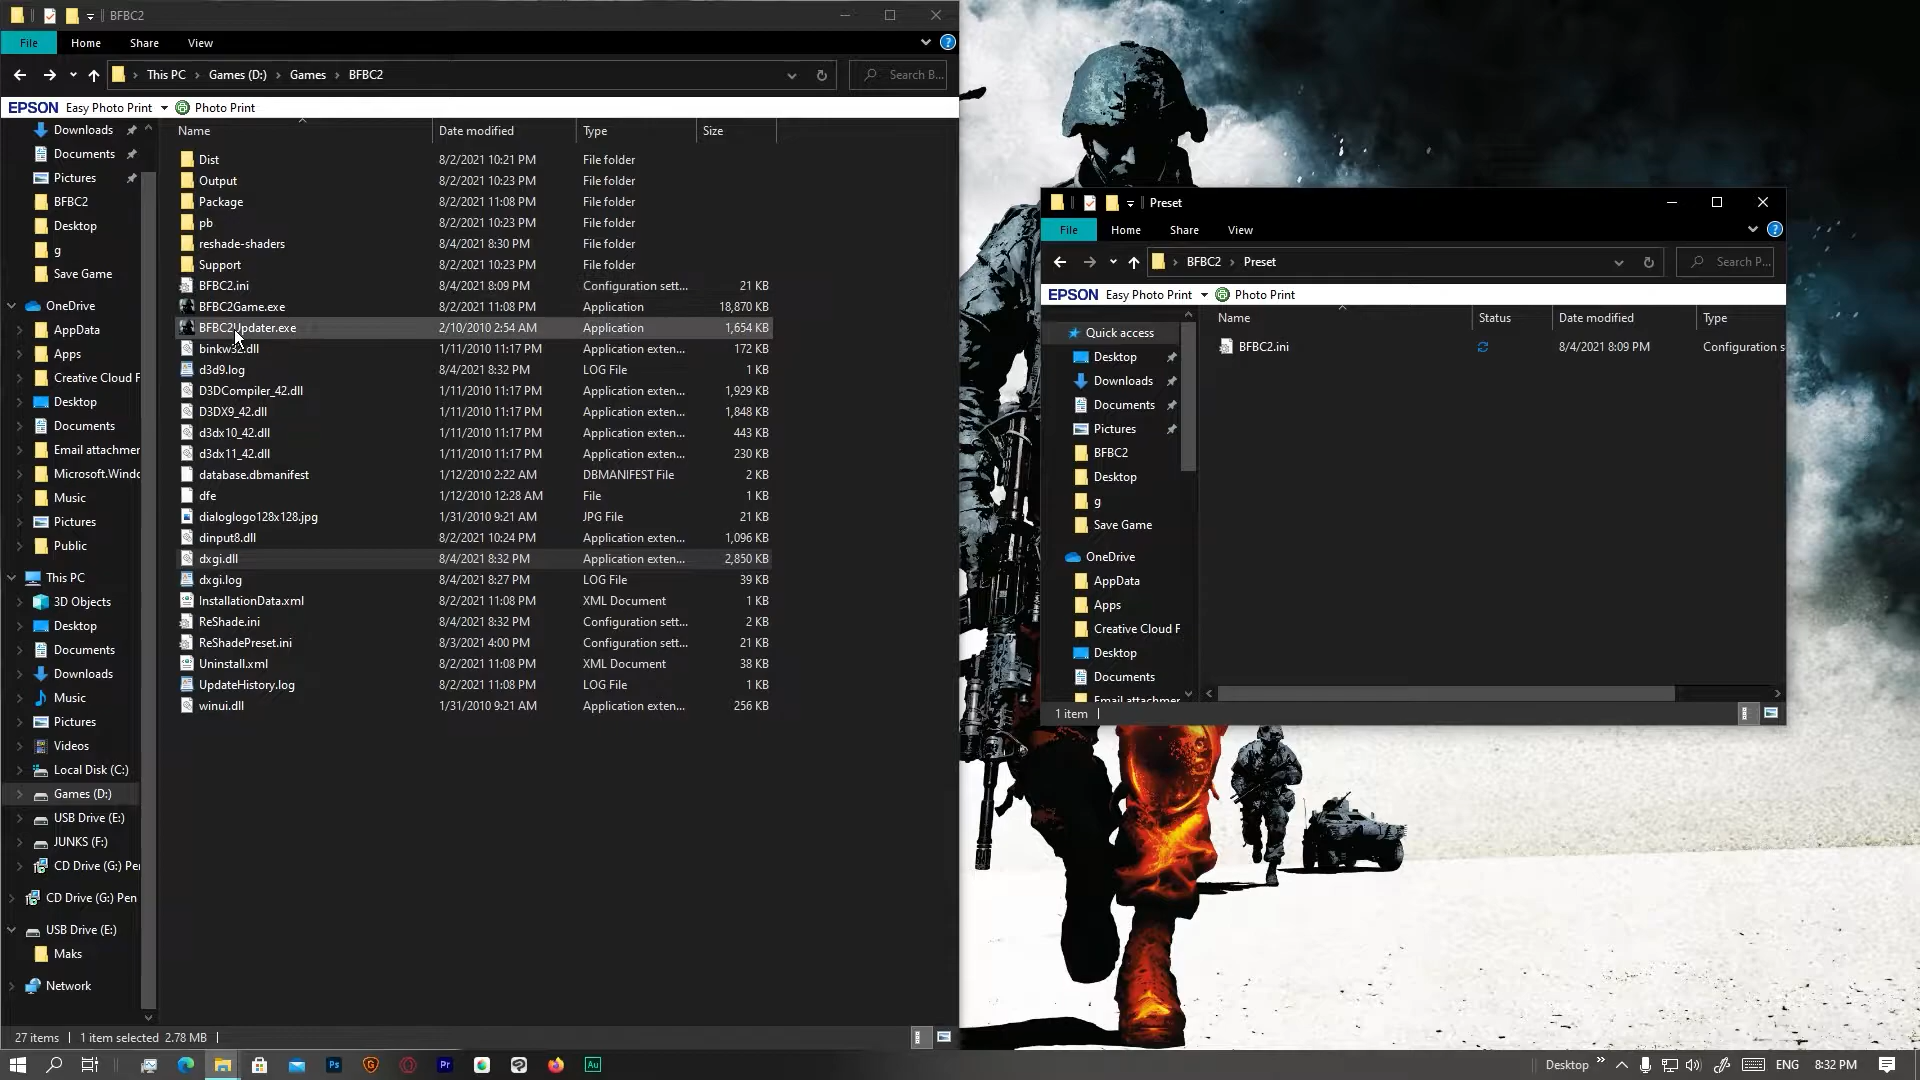 BFBC2
File Home Share View
This PC Games (D:) Games BFBC2 Search B...
EPSON Easy Photo Print Photo Print
Downloads
Documents
Pictures
BFBC2
Desktop
g
Save Game
OneDrive
AppData
Apps
Creative Cloud F
Desktop
Documents
Email attachmer
Microsoft.Windc
Music
Pictures
Public
This PC
3D Objects
Desktop
Documents
Downloads
Music
Pictures
Videos
Local Disk (C:)
Games (D:)
USB Drive (E:)
JUNKS (F:)
CD Drive (G:) Per
CD Drive (G:) Pen
USB Drive (E:)
Maks
Network
Name Date modified Type Size
Dist 8/2/2021 10:21 PM File folder
Output 8/2/2021 10:23 PM File folder
Package 8/2/2021 11:08 PM File folder
pb 8/2/2021 10:23 PM File folder
reshade-shaders 8/4/2021 8:30 PM File folder
Support 8/2/2021 10:23 PM File folder
BFBC2.ini 8/4/2021 8:09 PM Configuration sett... 21 KB
BFBC2Game.exe 8/2/2021 11:08 PM Application 18,870 KB
BFBC2Updater.exe 2/10/2010 2:54 AM Application 1,654 KB
binkw32.dll 1/11/2010 11:17 PM Application exten... 172 KB
d3d9.log 8/4/2021 8:32 PM LOG File 1 KB
D3DCompiler_42.dll 1/11/2010 11:17 PM Application exten... 1,929 KB
D3DX9_42.dll 1/11/2010 11:17 PM Application exten... 1,848 KB
d3dx10_42.dll 1/11/2010 11:17 PM Application exten... 443 KB
d3dx11_42.dll 1/11/2010 11:17 PM Application exten... 230 KB
database.dbmanifest 1/12/2010 2:22 AM DBMANIFEST File 2 KB
dfe 1/12/2010 12:28 AM File 1 KB
dialoglogo128x128.jpg 1/31/2010 9:21 AM JPG File 21 KB
dinput8.dll 8/2/2021 10:24 PM Application exten... 1,096 KB
dxgi.dll 8/4/2021 8:32 PM Application exten... 2,850 KB
dxgi.log 8/4/2021 8:27 PM LOG File 39 KB
InstallationData.xml 8/2/2021 11:08 PM XML Document 1 KB
ReShade.ini 8/4/2021 8:32 PM Configuration sett... 2 KB
ReShadePreset.ini 8/3/2021 4:00 PM Configuration sett... 21 KB
Uninstall.xml 8/2/2021 11:08 PM XML Document 38 KB
UpdateHistory.log 8/2/2021 11:08 PM LOG File 1 KB
winui.dll 1/31/2010 9:21 AM Application exten... 256 KB
27 items 1 item selected 2.78 MB
Preset
File Home Share View
BFBC2 Preset Search P...
EPSON Easy Photo Print Photo Print
Quick access
Desktop
Downloads
Documents
Pictures
BFBC2
Desktop
g
Save Game
OneDrive
AppData
Apps
Creative Cloud F
Desktop
Documents
Email attachmer
Name Status Date modified Type
BFBC2.ini 8/4/2021 8:09 PM Configuration s
1 item
Ps Pr Au
Desktop ENG 8:32 PM